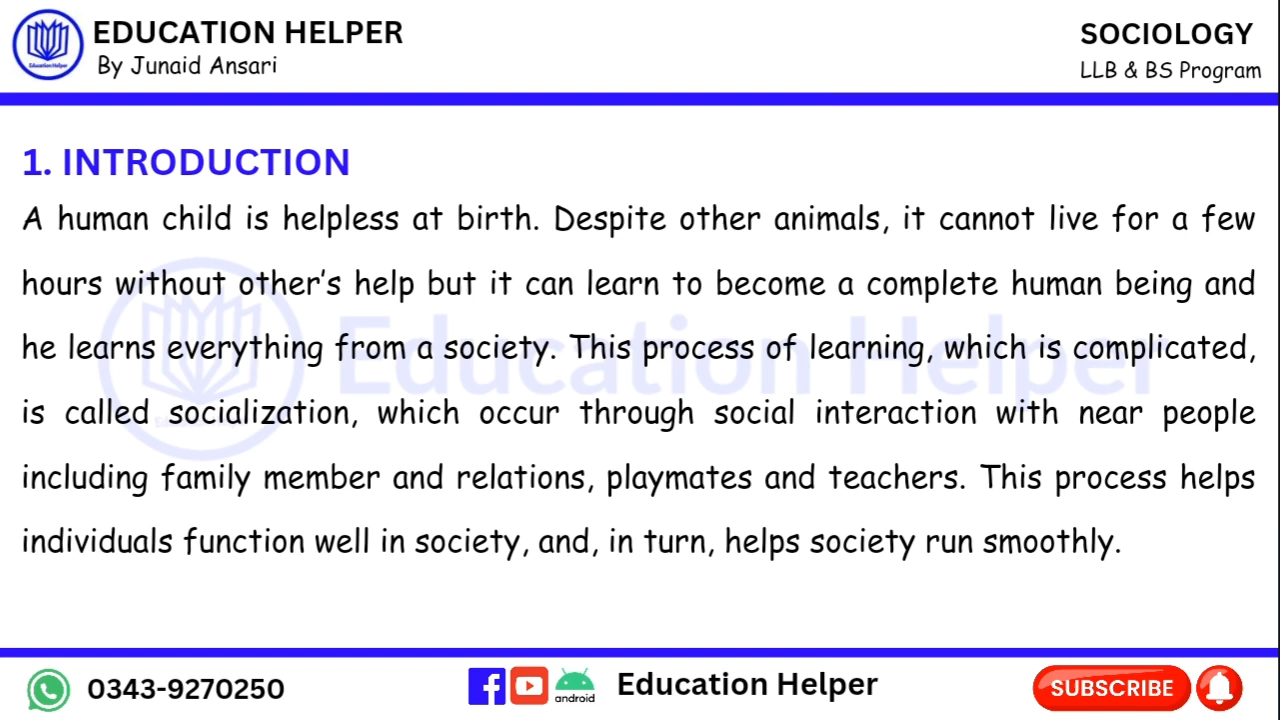 EDUCATION HELPER
By Junaid Ansari
SOCIOLOGY
LLB & BS Program
1. INTRODUCTION
A human child is helpless at birth. Despite other animals, it cannot live for a few
hours without other's help but it can learn to become a complete human being and
he learns everything from a society. This process of learning, which is complicated,
is called socialization, which occur through social interaction with near people
including family member and relations, playmates and teachers. This process helps
individuals function well in society, and, in turn, helps society run smoothly.
Education Helper
0343-9270250
android
Education Helper
SUBSCRIBE